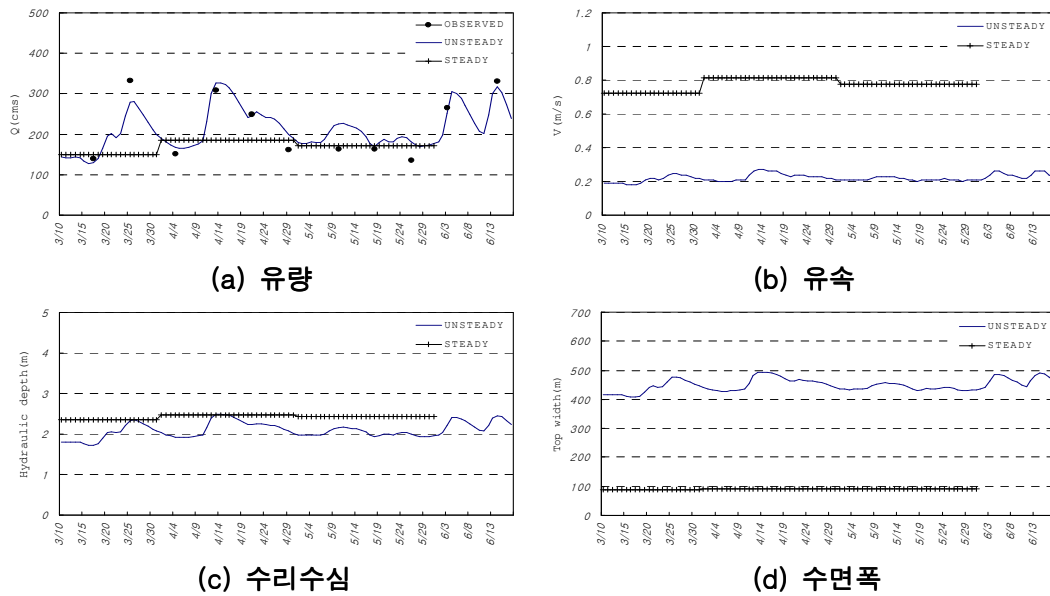 Q(cms)
500
400
300
200
100
0
OBSERVED
UNSTEADY
STEADY
3/10 3/15 3/20 3/25 3/30 4/4 4/9 4/14 4/19 4/24 4/29 5/4 5/9 5/14 5/19 5/24 5/29 6/3 6/8 6/13
(a) 유량
V(m/s)
1.2
1
0.8
0.6
0.4
0.2
0
UNSTEADY
STEADY
3/10 3/15 3/20 3/25 3/30 4/4 4/9 4/14 4/19 4/24 4/29 5/4 5/9 5/14 5/19 5/24 5/29 6/3 6/8 6/13
(b) 유속
Hydraulic depth(m)
5
4
3
2
1
0
UNSTEADY
STEADY
3/10 3/15 3/20 3/25 3/30 4/4 4/9 4/14 4/19 4/24 4/29 5/4 5/9 5/14 5/19 5/24 5/29 6/3 6/8 6/13
(c) 수리수심
Top width(m)
700
600
500
400
300
200
100
0
UNSTEADY
STEADY
3/10 3/15 3/20 3/25 3/30 4/4 4/9 4/14 4/19 4/24 4/29 5/4 5/9 5/14 5/19 5/24 5/29 6/3 6/8 6/13
(d) 수면폭